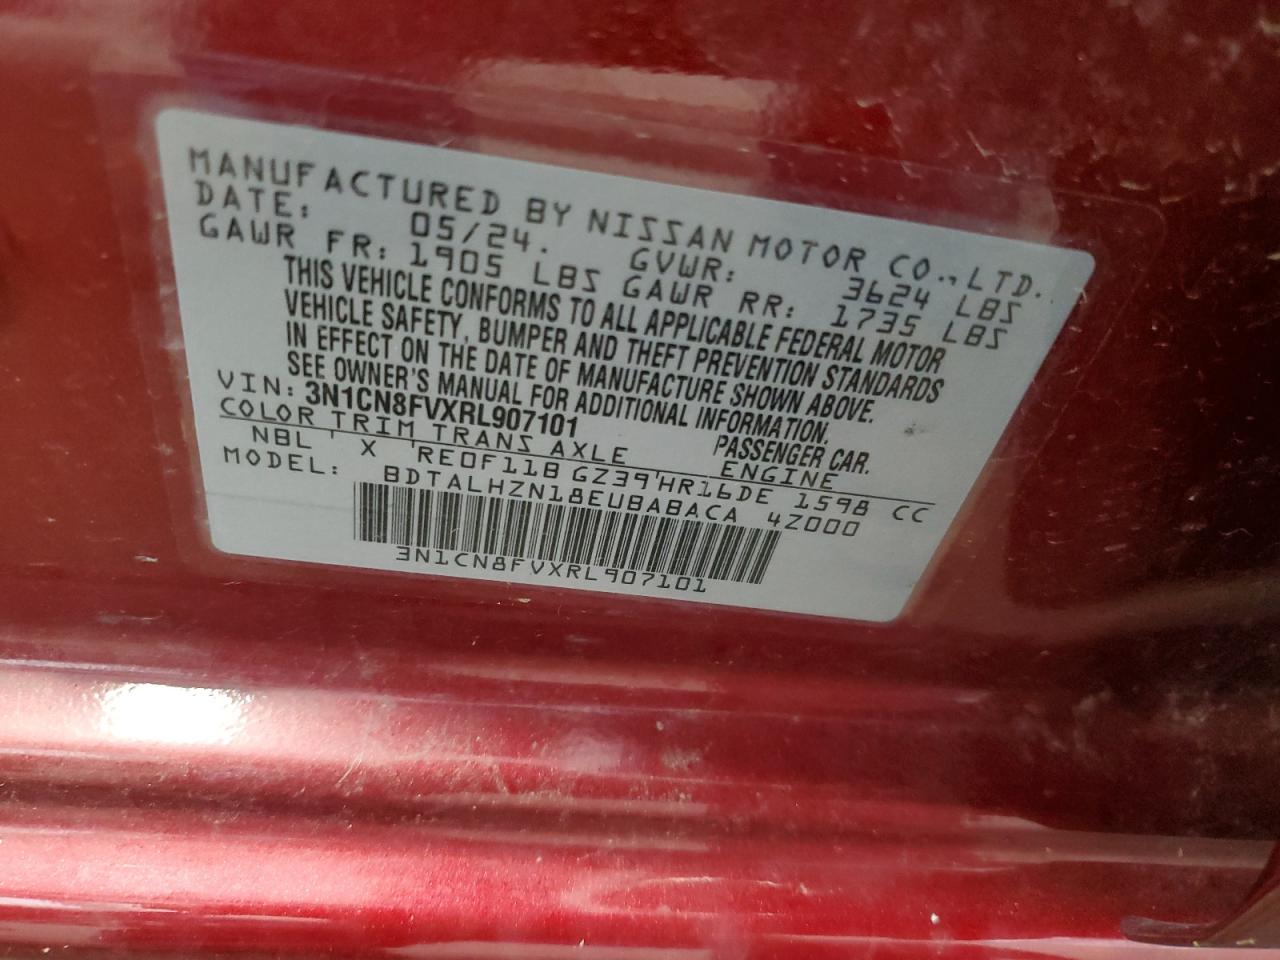 MANUFACTURED BY NISSAN MOTOR CO., LTD.
DATE: 05/24. GVWR: 3624 LBS
GAWR FR: 1905 LBS GAWR RR: 1735 LBS
THIS VEHICLE CONFORMS TO ALL APPLICABLE FEDERAL MOTOR
VEHICLE SAFETY, BUMPER AND THEFT PREVENTION STANDARDS
IN EFFECT ON THE DATE OF MANUFACTURE SHOWN ABOVE.
SEE OWNER'S MANUAL FOR ADDITIONAL INFORMATION.
VIN: 3N1CN8FVXRL907101 PASSENGER CAR.
COLOR TRIM TRANS AXLE ENGINE
NBL X RE0F11B GZ39 HR16DE 1598 CC
MODEL: BDTALHZN18EUBABACA 4Z000
3N1CN8FVXRL907101